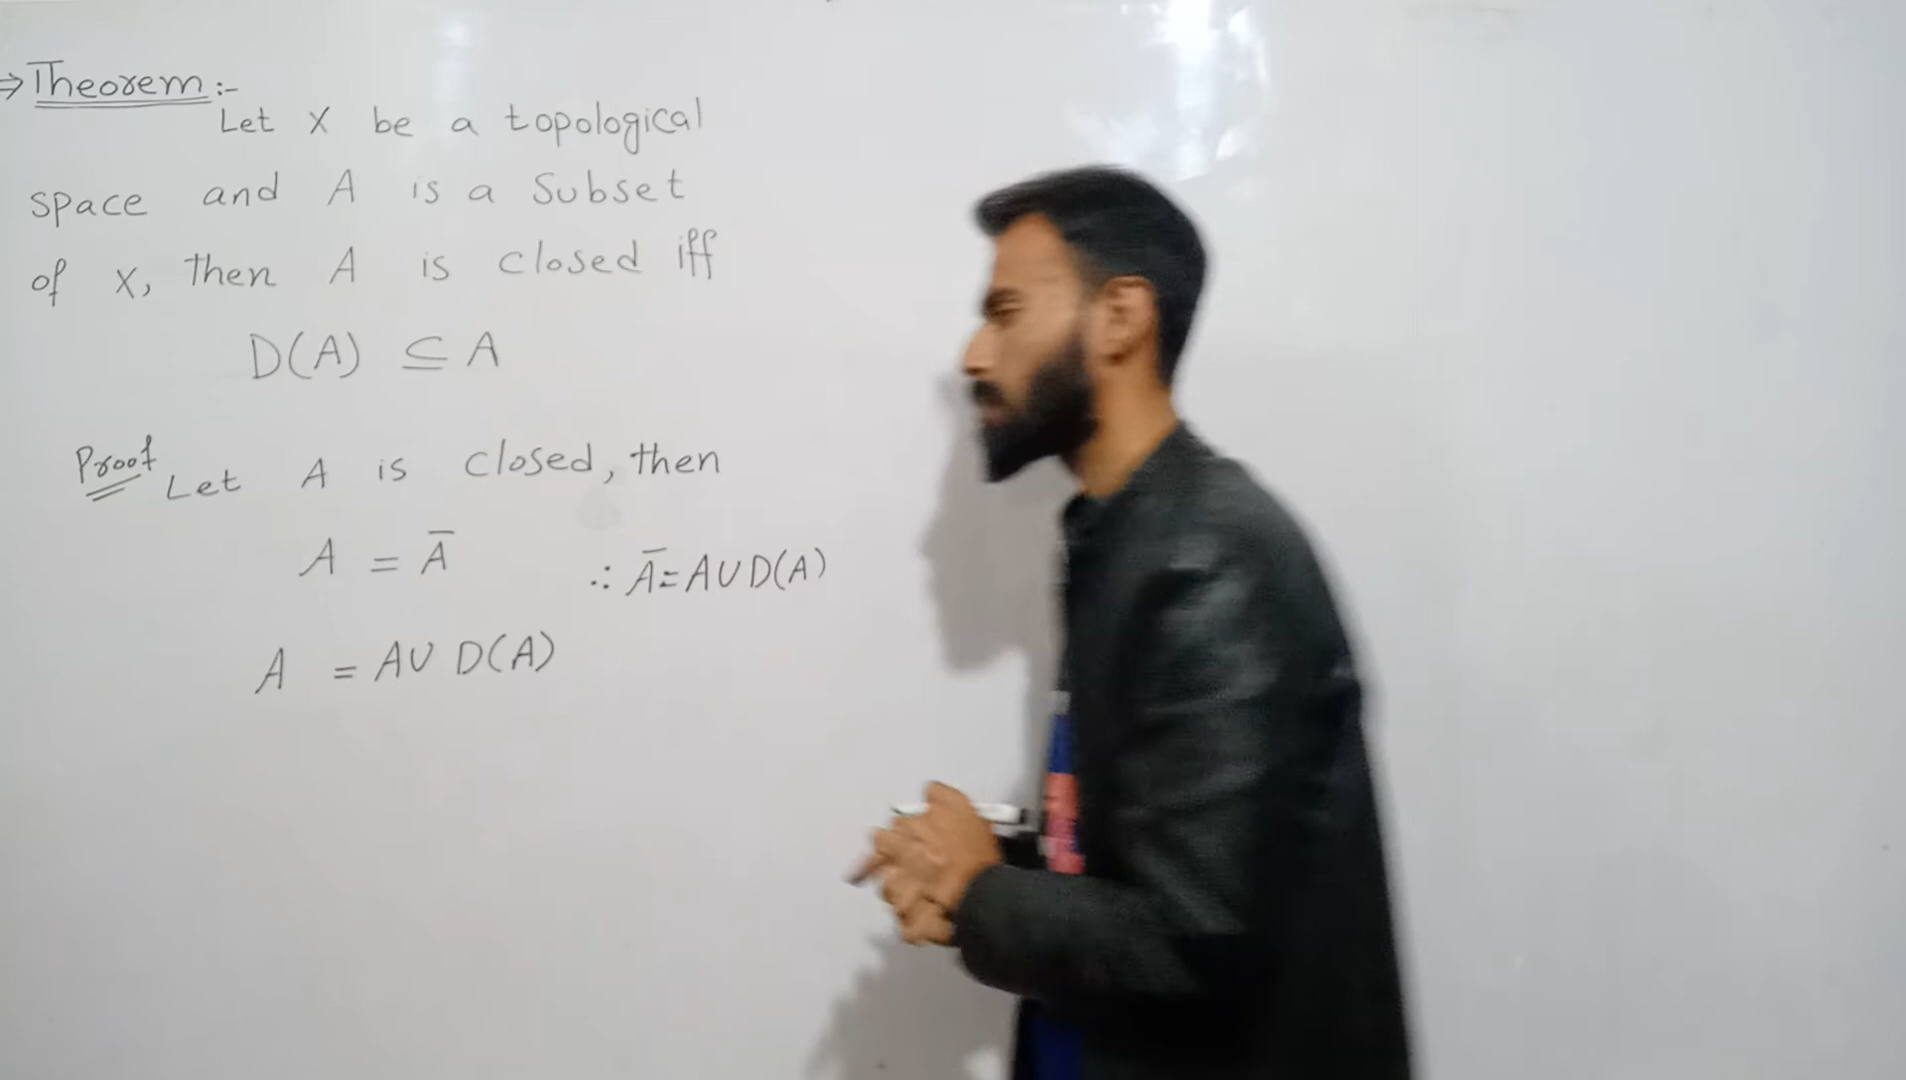 ⇒ Theorem :-
Let X be a topological
space and A is a Subset
of X, then A is closed iff
D(A) ⊆ A
Proof Let A is closed, then
A = A̅ ∴ A̅ = A ∪ D(A)
A = A ∪ D(A)